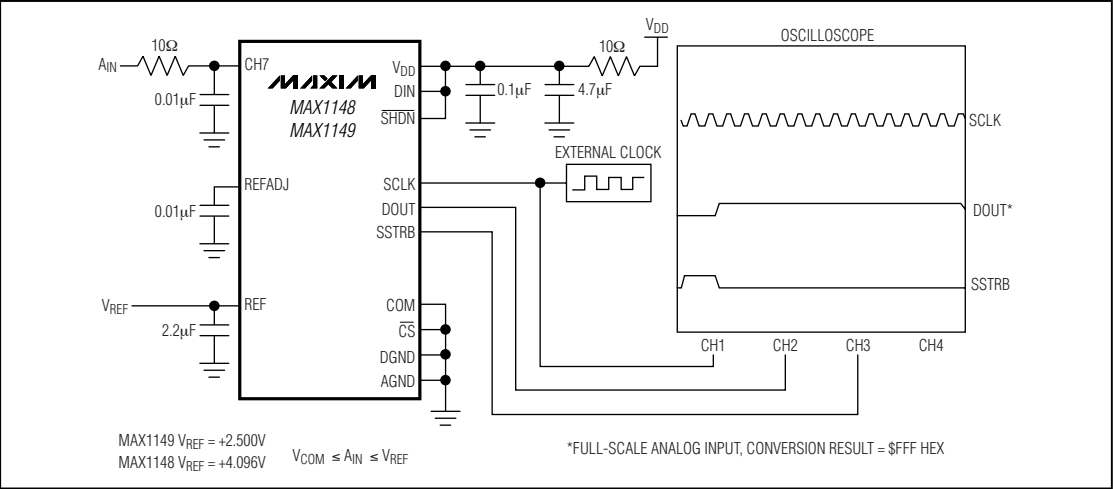 10Ω
A_IN
CH7
0.01μF
REFADJ
0.01μF
V_REF
REF
2.2μF
MAXIM
MAX1148
MAX1149
V_DD
DIN
SHDN
SCLK
DOUT
SSTRB
COM
CS
DGND
AGND
0.1μF
4.7μF
10Ω
V_DD
EXTERNAL CLOCK
OSCILLOSCOPE
SCLK
DOUT*
SSTRB
CH1 CH2 CH3 CH4
MAX1149 V_REF = +2.500V
MAX1148 V_REF = +4.096V
V_COM ≤ A_IN ≤ V_REF
*FULL-SCALE ANALOG INPUT, CONVERSION RESULT = $FFF HEX